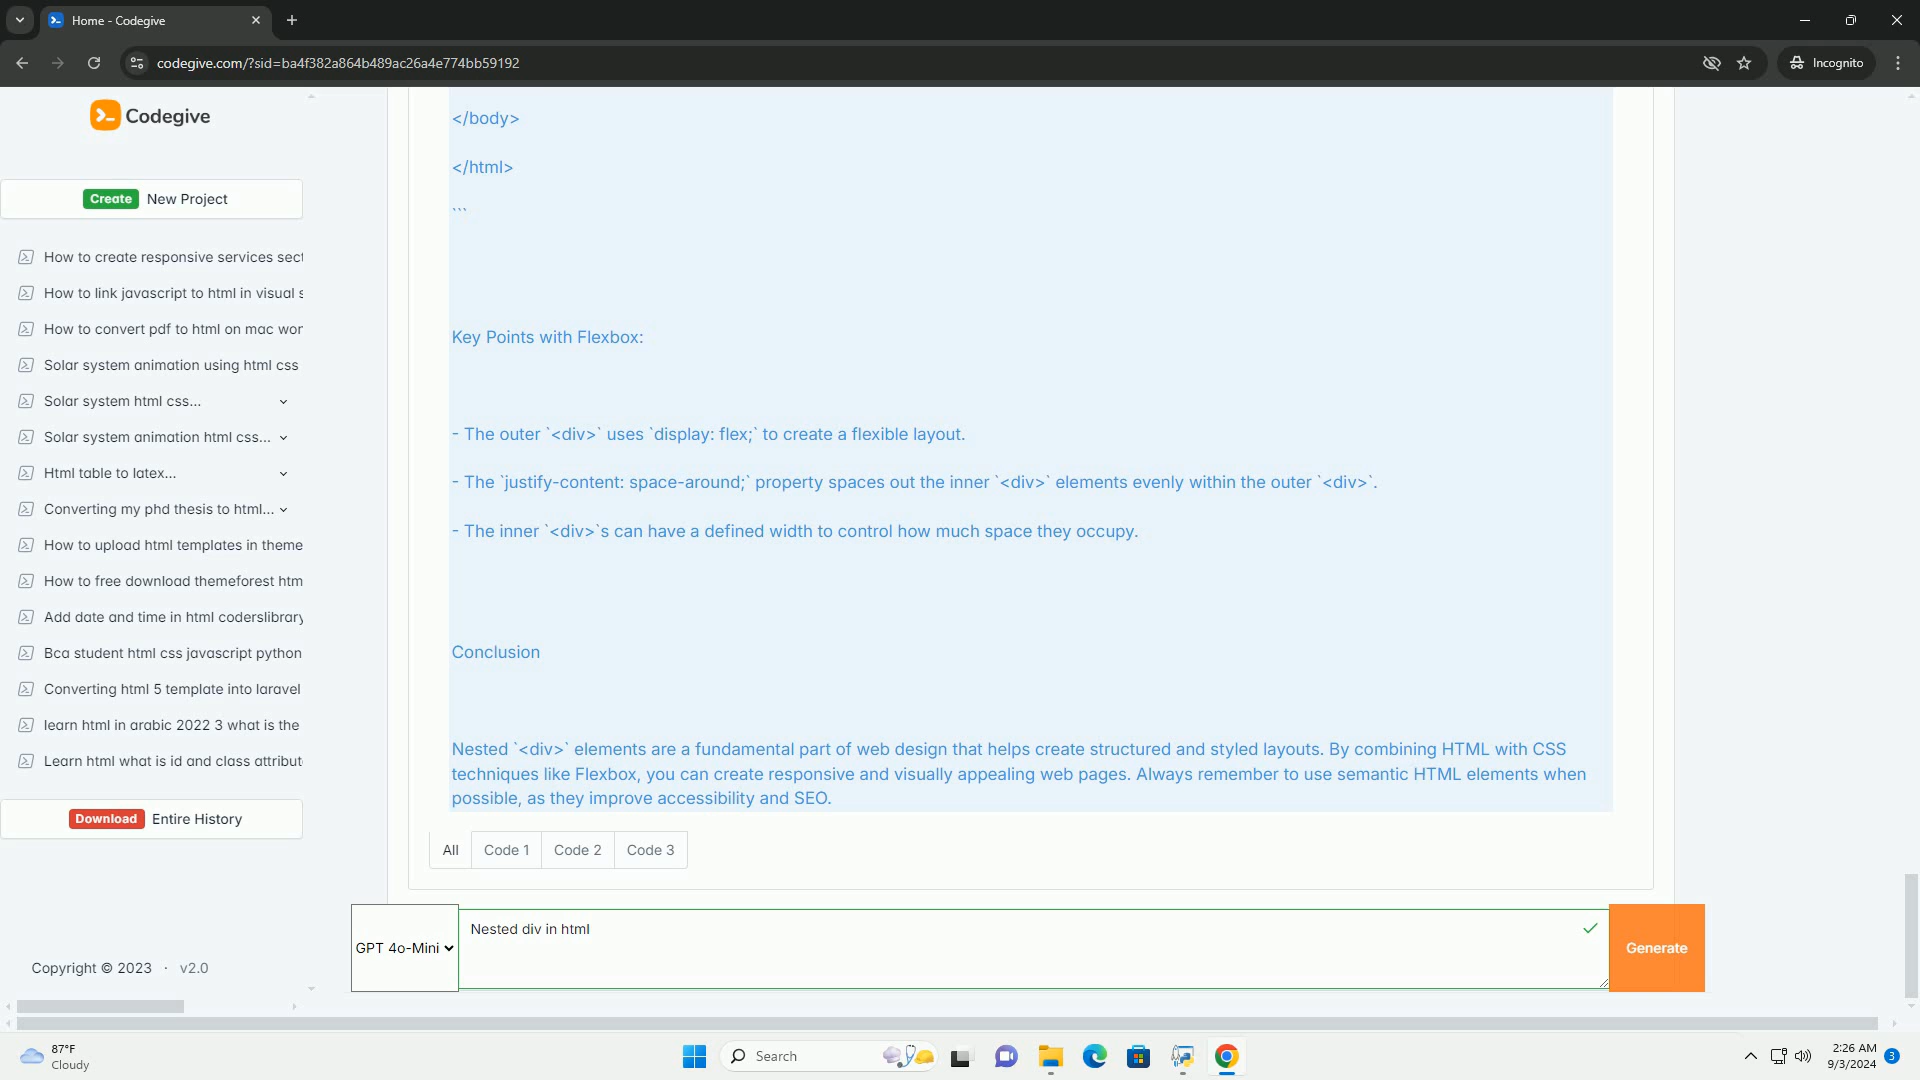 Home - Codegive
codegive.com/?sid=ba4f382a864b489ac26a4e774bb59192
Incognito
Codegive
Create New Project
How to create responsive services sect
How to link javascript to html in visual s
How to convert pdf to html on mac wor
Solar system animation using html css
Solar system html css...
Solar system animation html css...
Html table to latex...
Converting my phd thesis to html...
How to upload html templates in theme
How to free download themeforest htm
Add date and time in html coderslibrary
Bca student html css javascript python
Converting html 5 template into laravel
learn html in arabic 2022 3 what is the
Learn html what is id and class attribut
Download Entire History
Copyright © 2023 · v2.0
</body>
</html>
```
Key Points with Flexbox:
- The outer `<div>` uses `display: flex;` to create a flexible layout.
- The `justify-content: space-around;` property spaces out the inner `<div>` elements evenly within the outer `<div>`.
- The inner `<div>`s can have a defined width to control how much space they occupy.
Conclusion
Nested `<div>` elements are a fundamental part of web design that helps create structured and styled layouts. By combining HTML with CSS
techniques like Flexbox, you can create responsive and visually appealing web pages. Always remember to use semantic HTML elements when
possible, as they improve accessibility and SEO.
All Code 1 Code 2 Code 3
GPT 4o-Mini
Nested div in html
Generate
87°F
Cloudy
Search
2:26 AM
9/3/2024
3